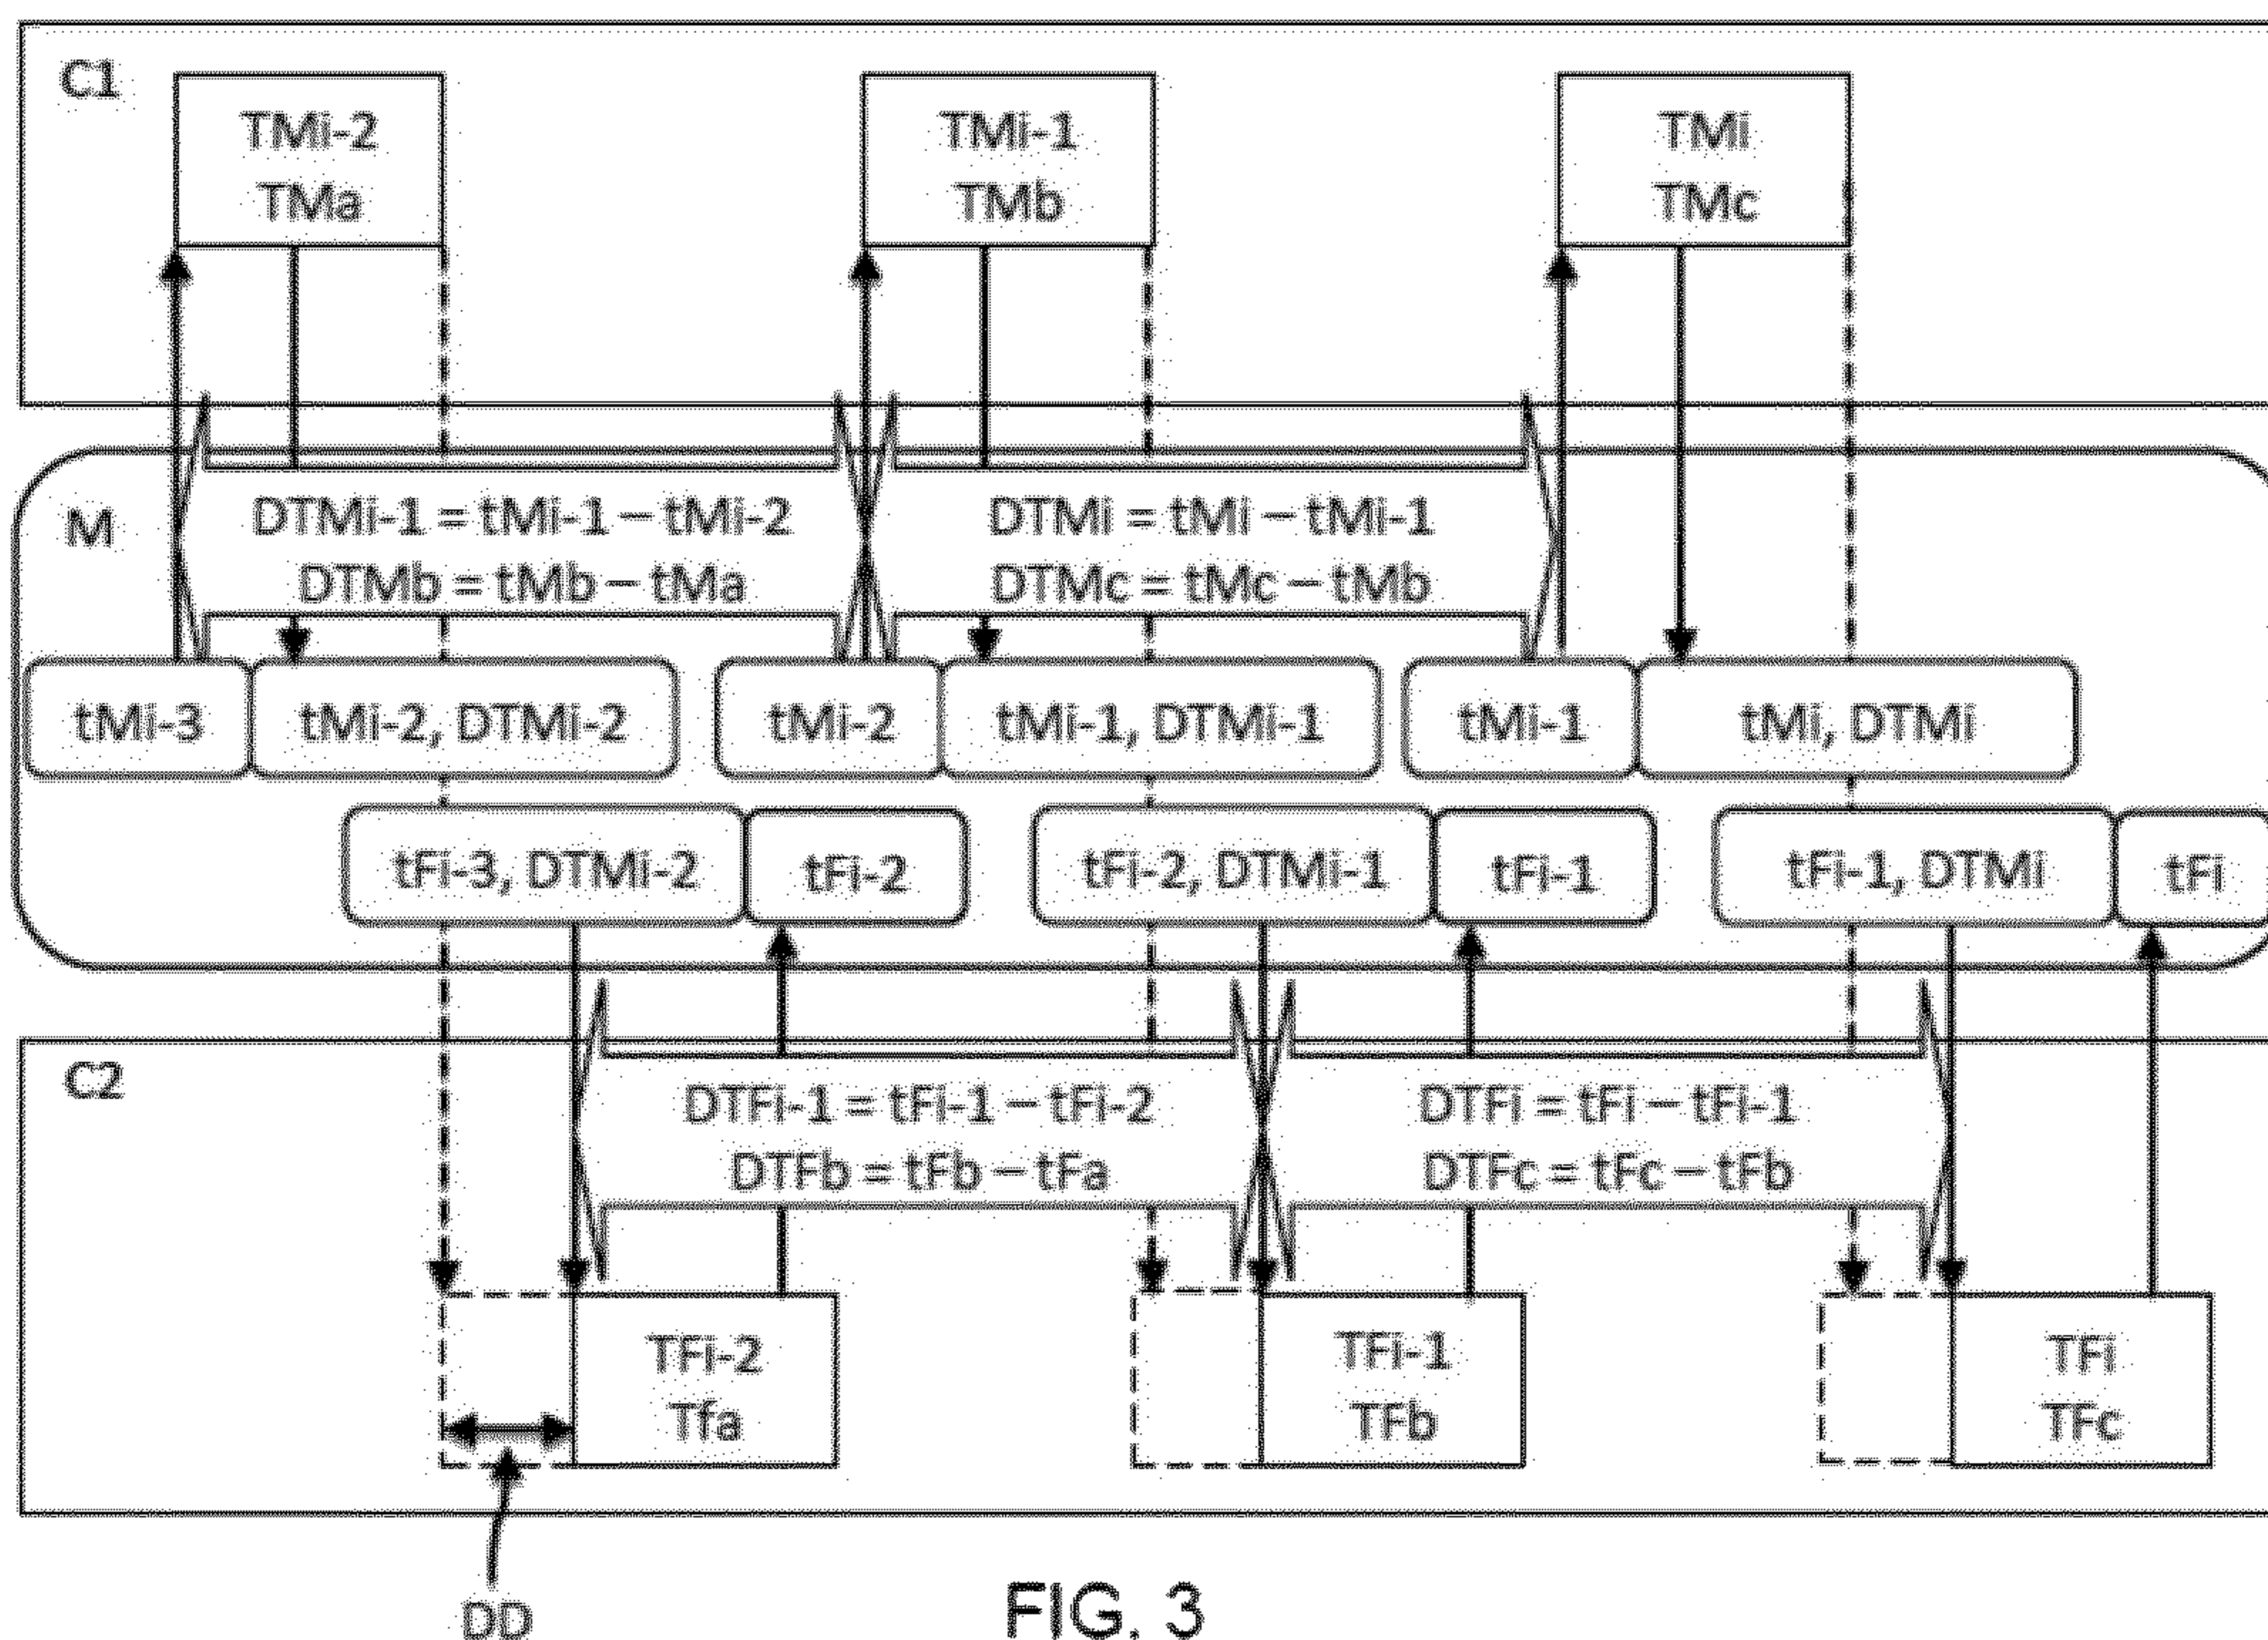 C1
TMi-2
TMa
TMi-1
TMb
TMi
TMc
M
DTMi-1 = tMi-1 – tMi-2
DTMb = tMb – tMa
DTMi = tMi – tMi-1
DTMc = tMc – tMb
tMi-3
tMi-2, DTMi-2
tMi-2
tMi-1, DTMi-1
tMi-1
tMi, DTMi
tFi-3, DTMi-2
tFi-2
tFi-2, DTMi-1
tFi-1
tFi-1, DTMi
tFi
C2
DTFi-1 = tFi-1 – tFi-2
DTFb = tFb – tFa
DTFi = tFi – tFi-1
DTFc = tFc – tFb
TFi-2
Tfa
TFi-1
TFb
TFi
TFc
DD
FIG. 3